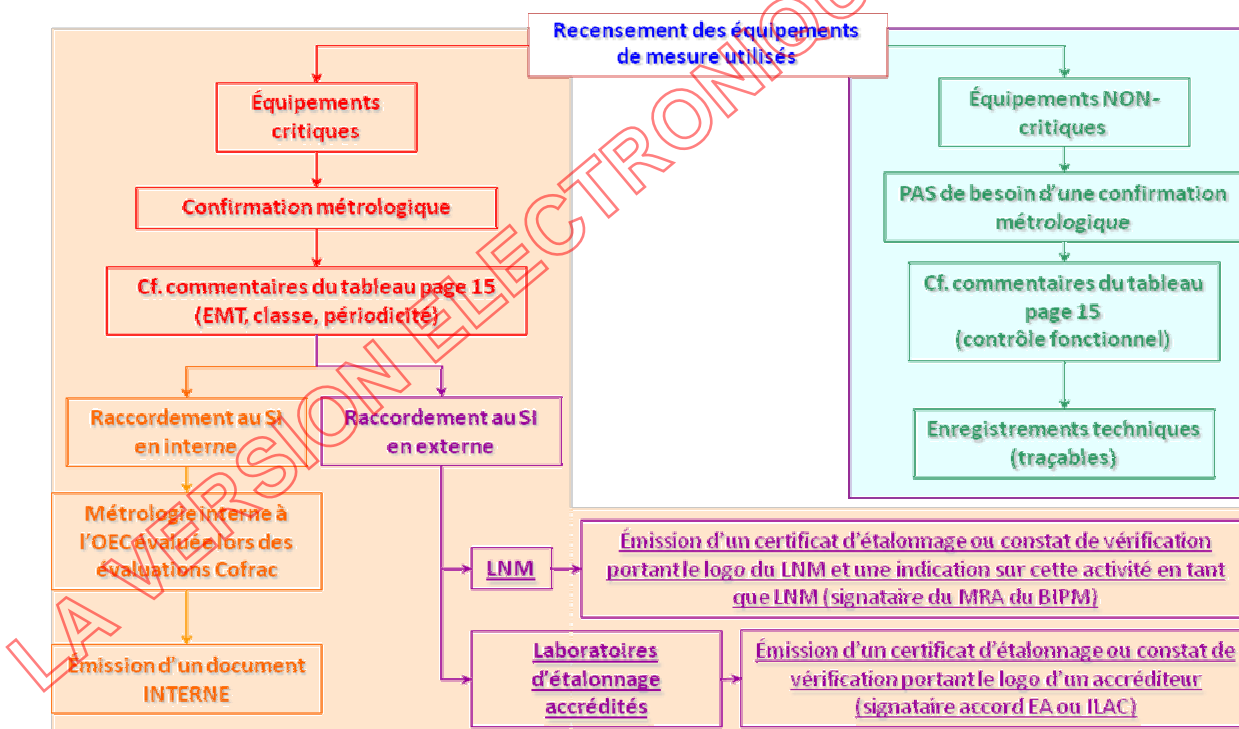 Recensement des équipements
de mesure utilisés
Équipements
critiques
Confirmation métrologique
Cf. commentaires du tableau page 15
(EMT, classe, périodicité)
Raccordement au SI
en interne
Métrologie interne à
l'OEC évaluée lors des
évaluations Cofrac
Émission d'un document
INTERNE
Raccordement au SI
en externe
LNM
Émission d'un certificat d'étalonnage ou constat de vérification
portant le logo du LNM et une indication sur cette activité en tant
que LNM (signataire du MRA du BIPM)
Laboratoires
d'étalonnage
accrédités
Émission d'un certificat d'étalonnage ou constat de
vérification portant le logo d'un accréditeur
(signataire accord EA ou ILAC)
Équipements NON-
critiques
PAS de besoin d'une confirmation
métrologique
Cf. commentaires du tableau
page 15
(contrôle fonctionnel)
Enregistrements techniques
(traçables)
LA VERSION ELECTRONIQU